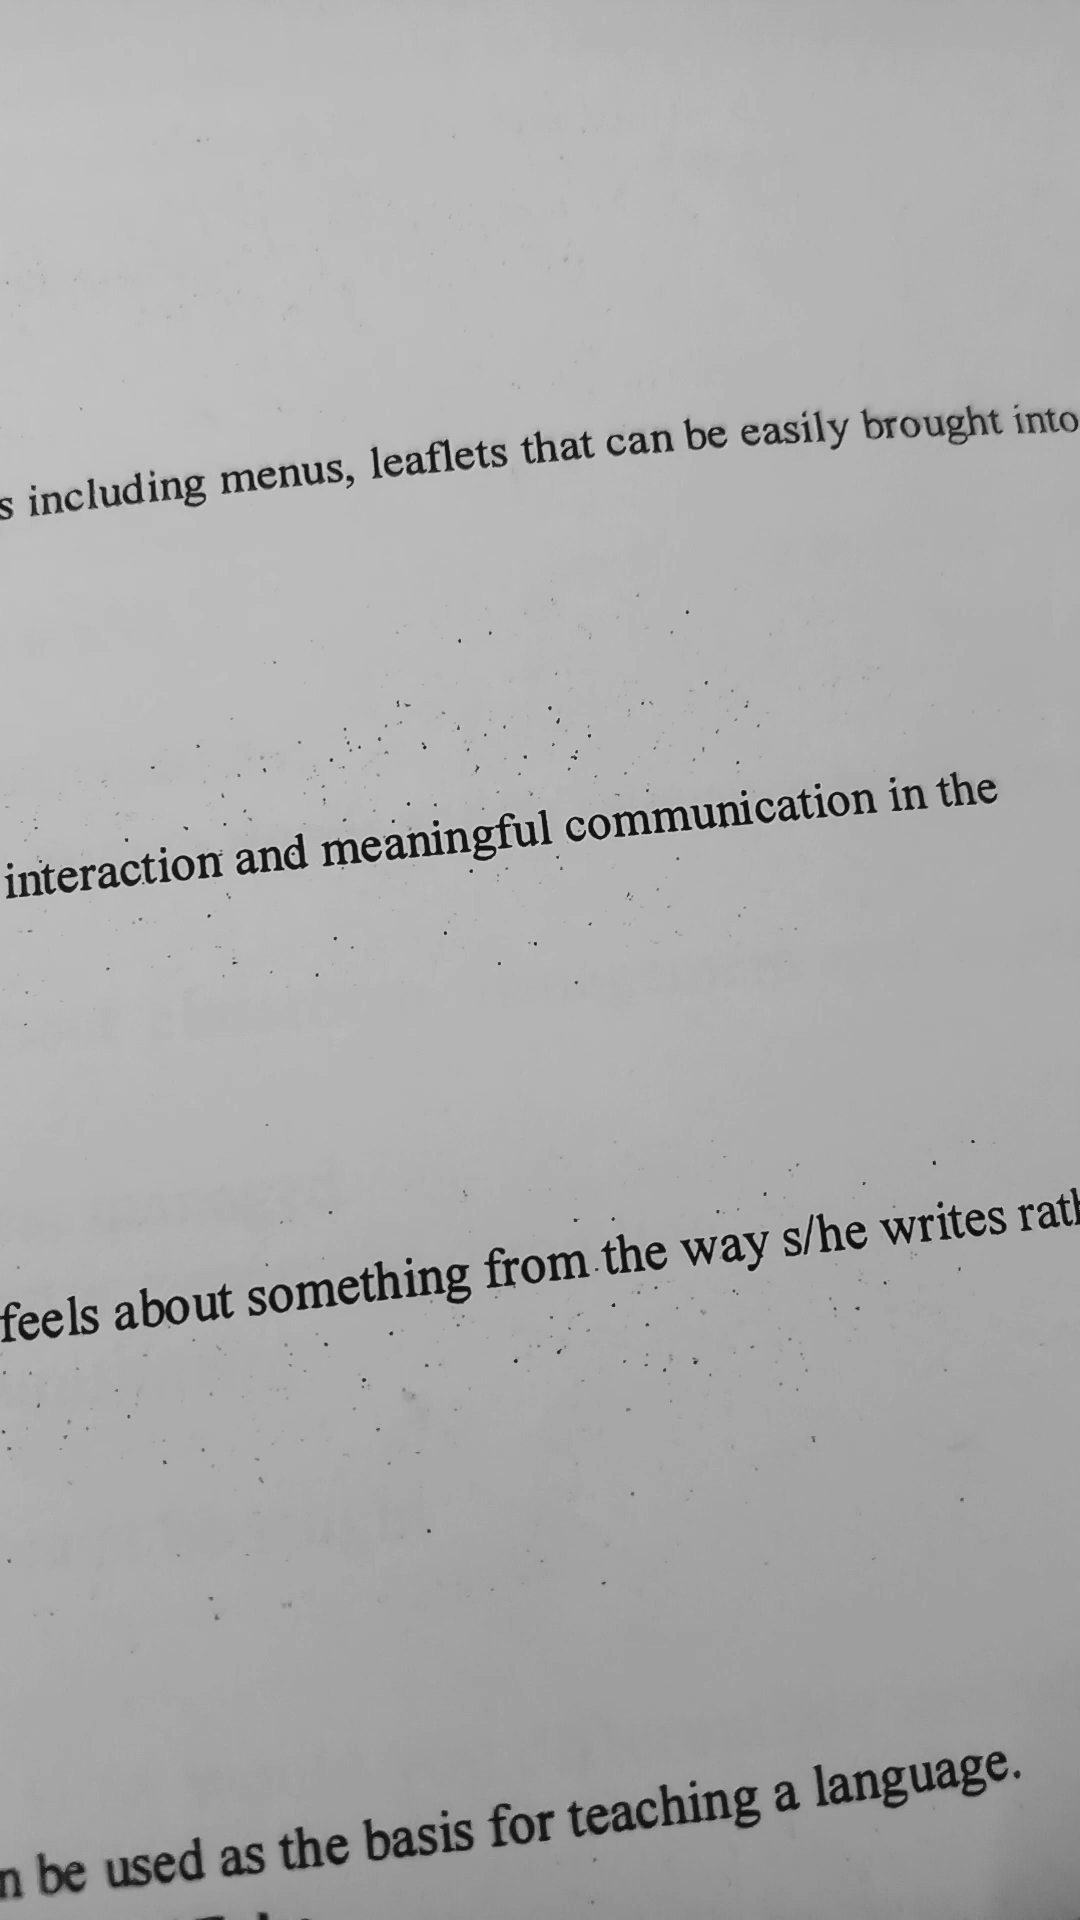 including menus, leaflets that can be easily brought into
interaction and meaningful communication in the
feels about something from the way s/he writes
be used as the basis for teaching a language.